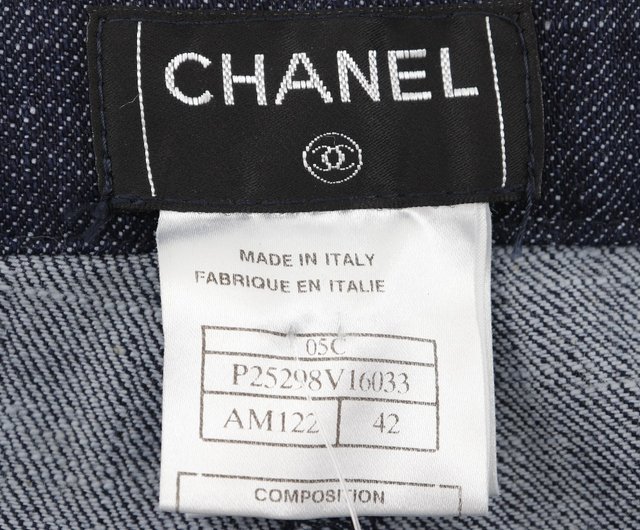 CHANEL
MADE IN ITALY
FABRIQUE EN ITALIE
05C
P25298V16033
AM122 42
COMPOSITION